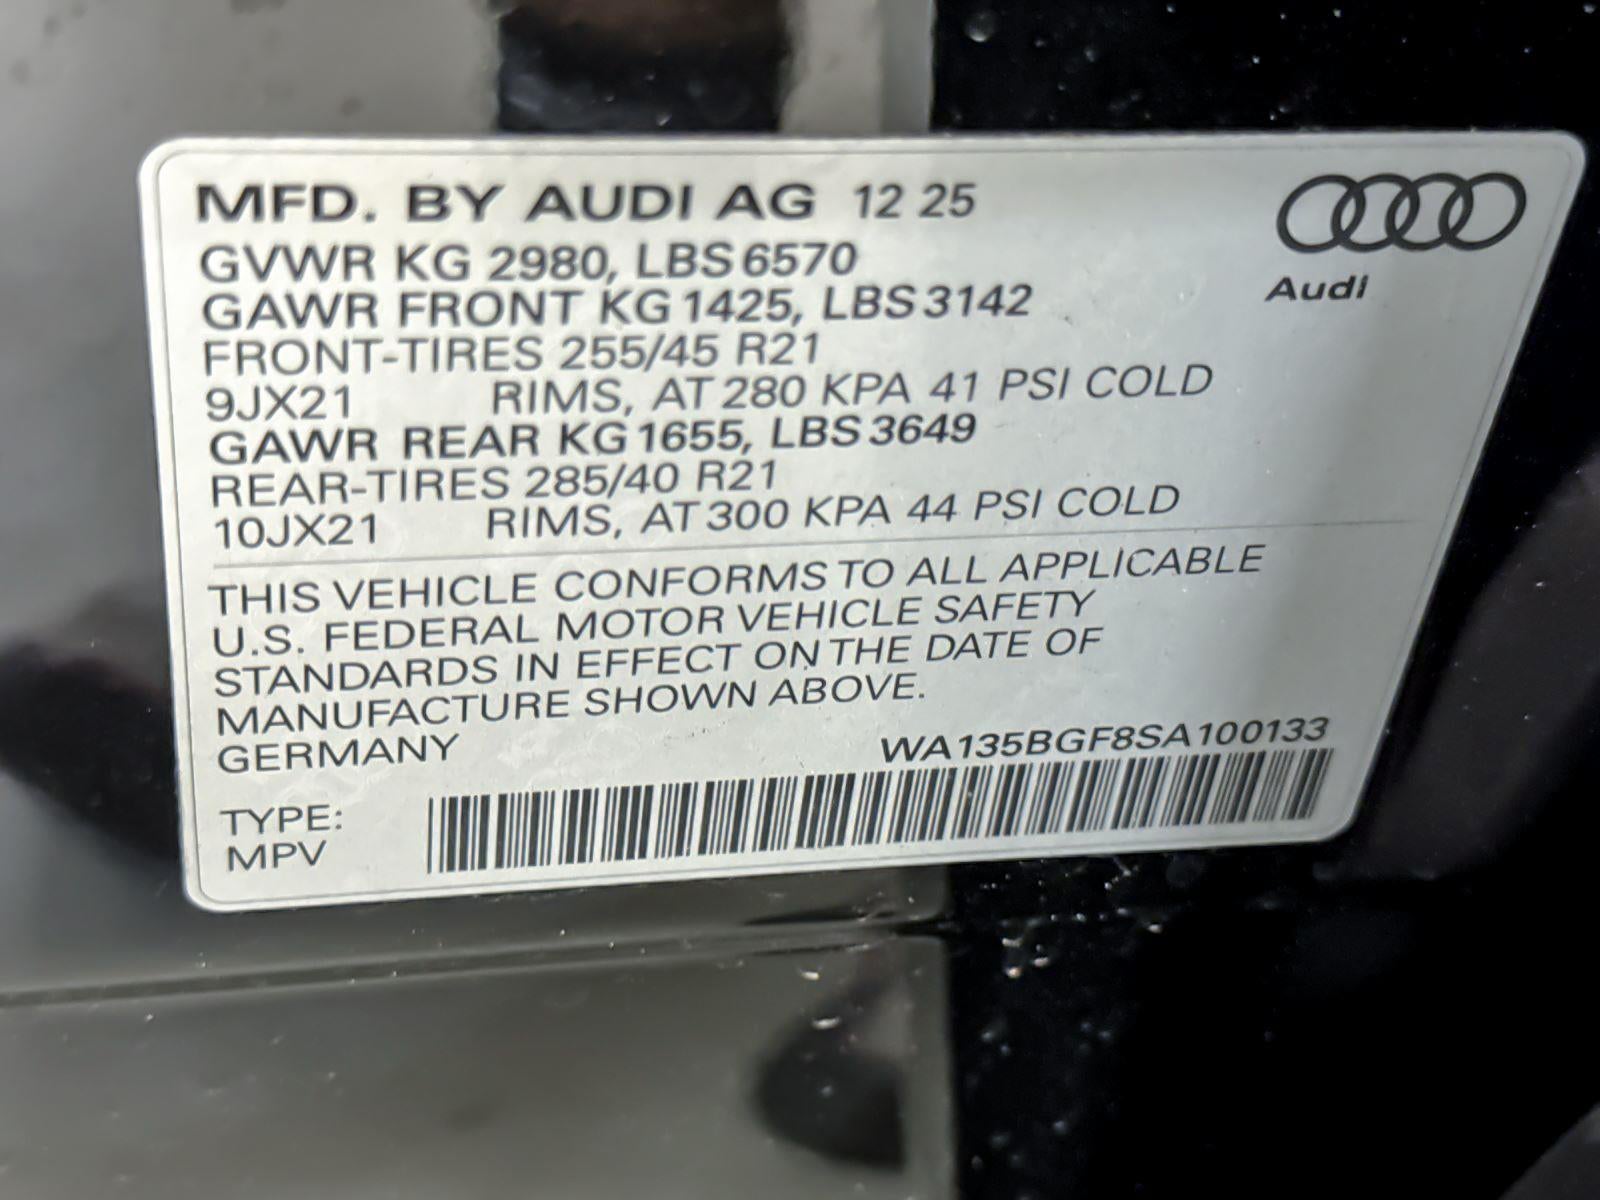 MFD. BY AUDI AG 12 25
GVWR KG 2980, LBS 6570
GAWR FRONT KG 1425, LBS 3142
FRONT-TIRES 255/45 R21
9JX21 RIMS, AT 280 KPA 41 PSI COLD
GAWR REAR KG 1655, LBS 3649
REAR-TIRES 285/40 R21
10JX21 RIMS, AT 300 KPA 44 PSI COLD
Audi
THIS VEHICLE CONFORMS TO ALL APPLICABLE
U.S. FEDERAL MOTOR VEHICLE SAFETY
STANDARDS IN EFFECT ON THE DATE OF
MANUFACTURE SHOWN ABOVE.
GERMANY WA135BGF8SA100133
TYPE:
MPV